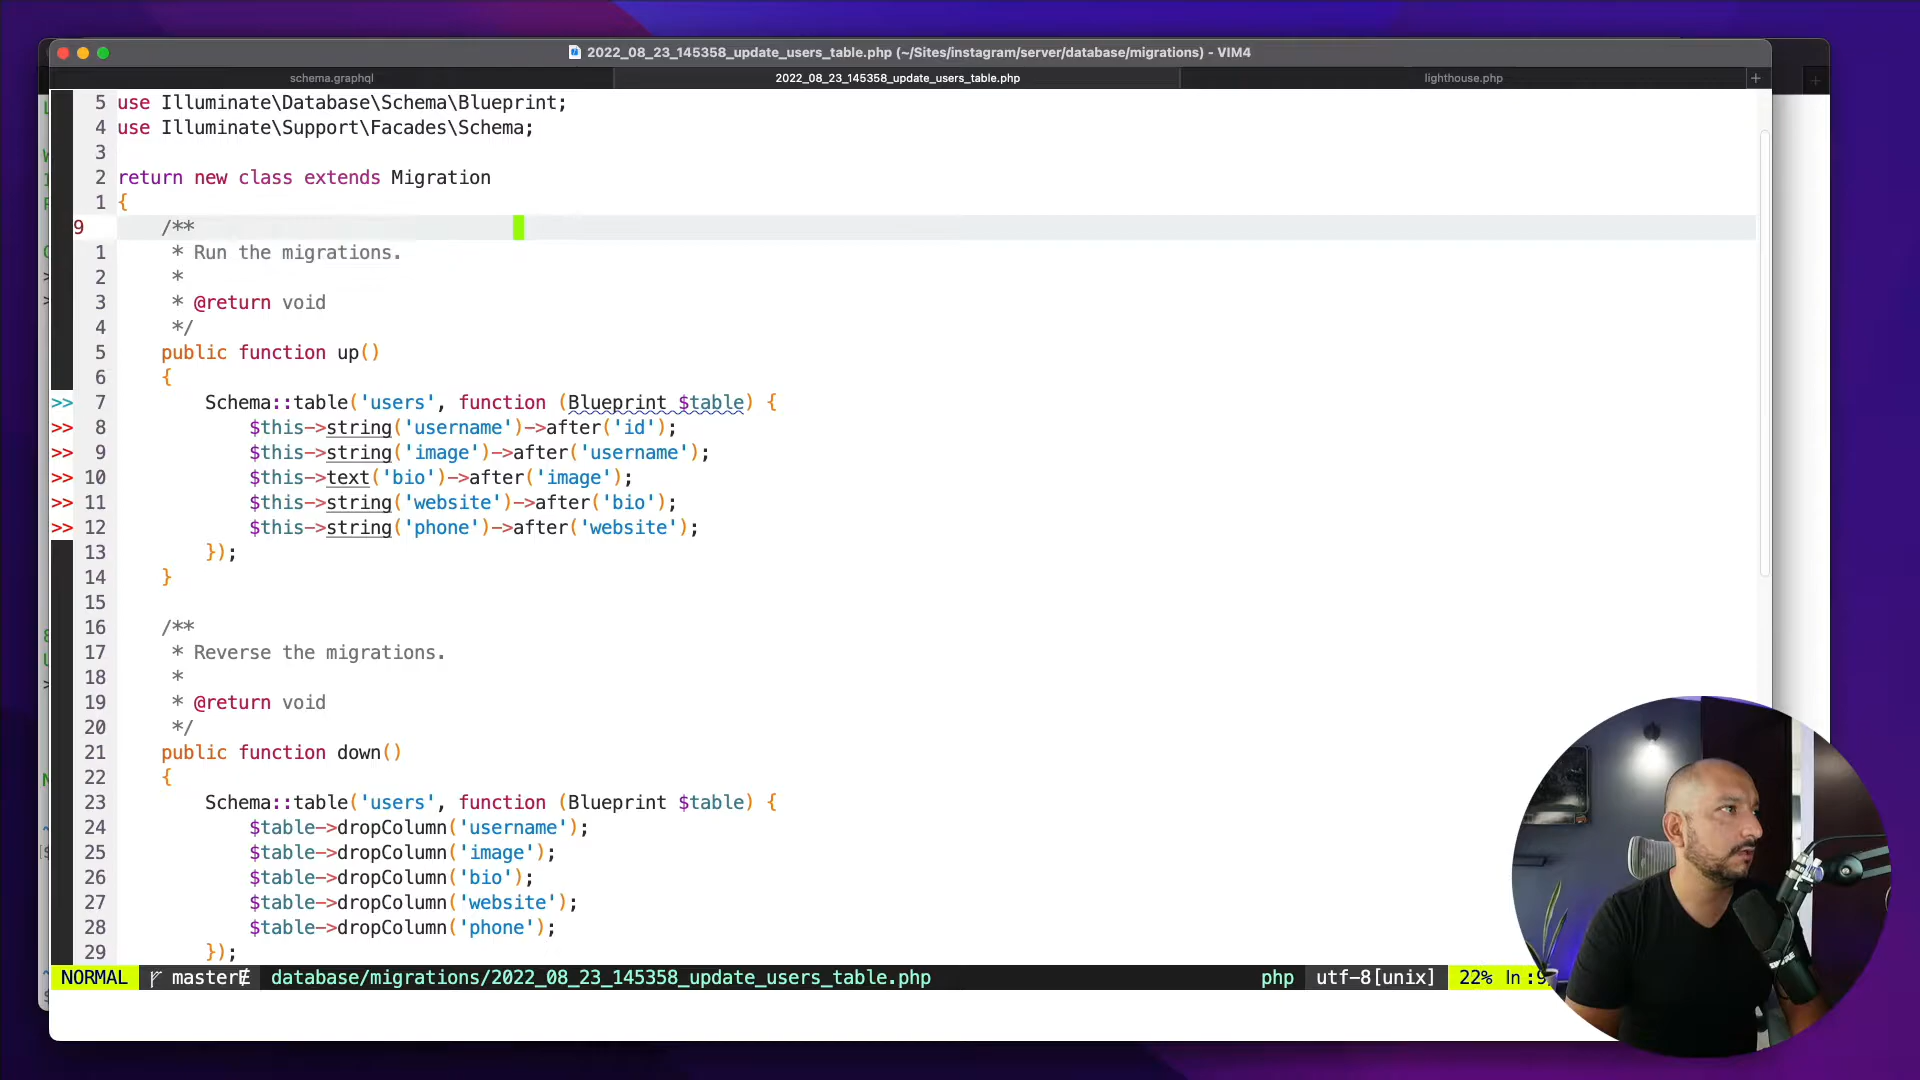 2022_08_23_145358_update_users_table.php (~/Sites/instagram/server/database/migrations) - VIM4
schema.graphql
2022_08_23_145358_update_users_table.php
lighthouse.php
+
5 use Illuminate\Database\Schema\Blueprint;
4 use Illuminate\Support\Facades\Schema;
3
2 return new class extends Migration
1 {
9 /**
1 * Run the migrations.
2 *
3 * @return void
4 */
5 public function up()
6 {
>> 7 Schema::table('users', function (Blueprint $table) {
>> 8 $this->string('username')->after('id');
>> 9 $this->string('image')->after('username');
>> 10 $this->text('bio')->after('image');
>> 11 $this->string('website')->after('bio');
>> 12 $this->string('phone')->after('website');
13 });
14 }
15
16 /**
17 * Reverse the migrations.
18 *
19 * @return void
20 */
21 public function down()
22 {
23 Schema::table('users', function (Blueprint $table) {
24 $table->dropColumn('username');
25 $table->dropColumn('image');
26 $table->dropColumn('bio');
27 $table->dropColumn('website');
28 $table->dropColumn('phone');
29 });
NORMAL master database/migrations/2022_08_23_145358_update_users_table.php php utf-8[unix] 22% ln :9